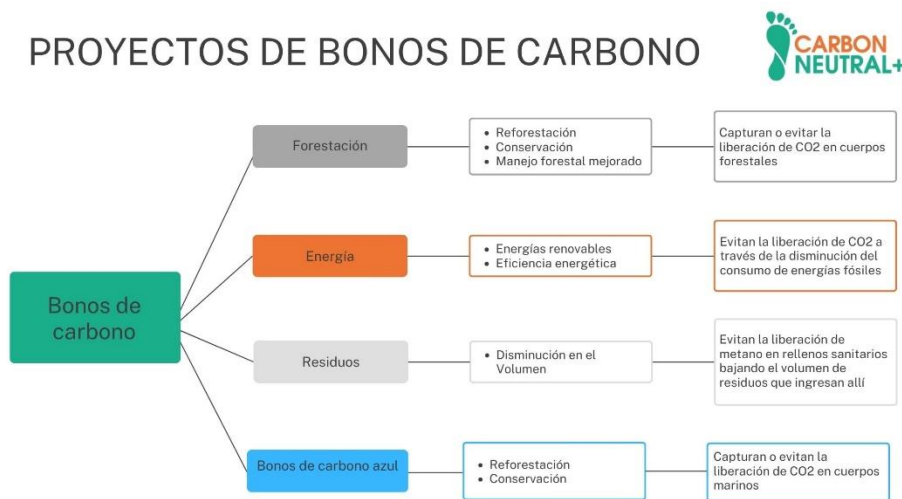 PROYECTOS DE BONOS DE CARBONO
CARBON
NEUTRAL+
Bonos de
carbono
Forestación
• Reforestación
• Conservación
• Manejo forestal mejorado
Capturan o evitar la
liberación de CO2 en cuerpos
forestales
Energía
• Energías renovables
• Eficiencia energética
Evitan la liberación de CO2 a
través de la disminución del
consumo de energías fósiles
Residuos
• Disminución en el
Volumen
Evitan la liberación de
metano en rellenos sanitarios
bajando el volumen de
residuos que ingresan allí
Bonos de carbono azul
• Reforestación
• Conservación
Capturan o evitan la
liberación de CO2 en cuerpos
marinos